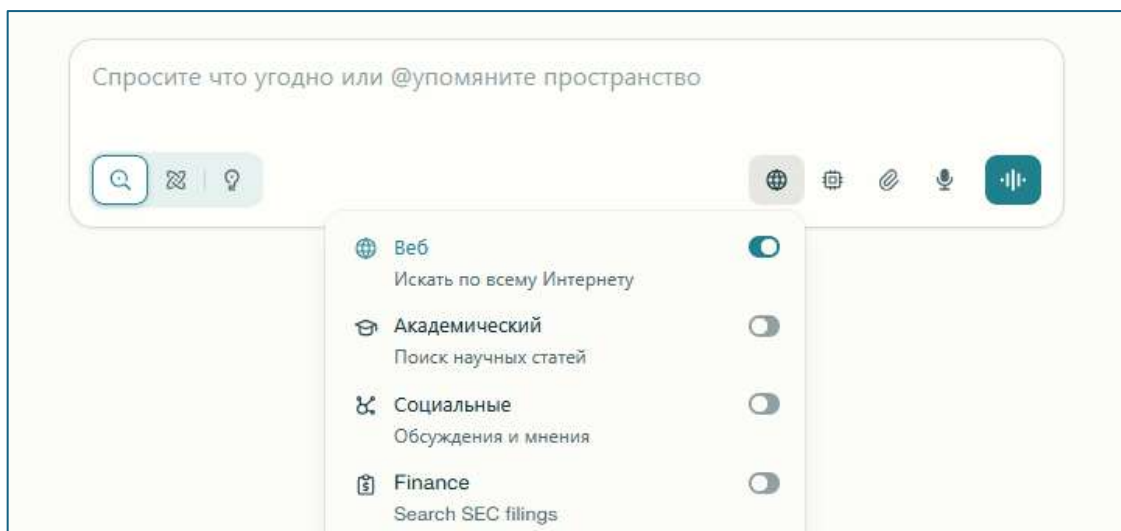 Спросите что угодно или @упомяните пространство
Веб
Искать по всему Интернету
Академический
Поиск научных статей
Социальные
Обсуждения и мнения
Finance
Search SEC filings